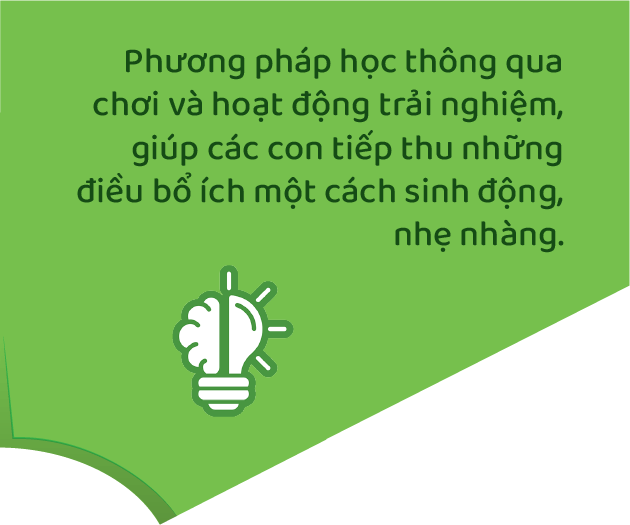 Phương pháp học thông qua
chơi và hoạt động trải nghiệm,
giúp các con tiếp thu những
điều bổ ích một cách sinh động,
nhẹ nhàng.